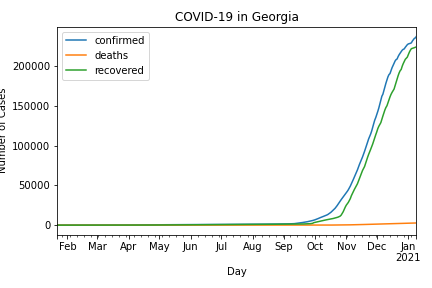 COVID-19 in Georgia
confirmed
deaths
recovered
200000
150000
100000
50000
0
Number of Cases
Feb Mar Apr May Jun Jul Aug Sep Oct Nov Dec Jan
2021
Day